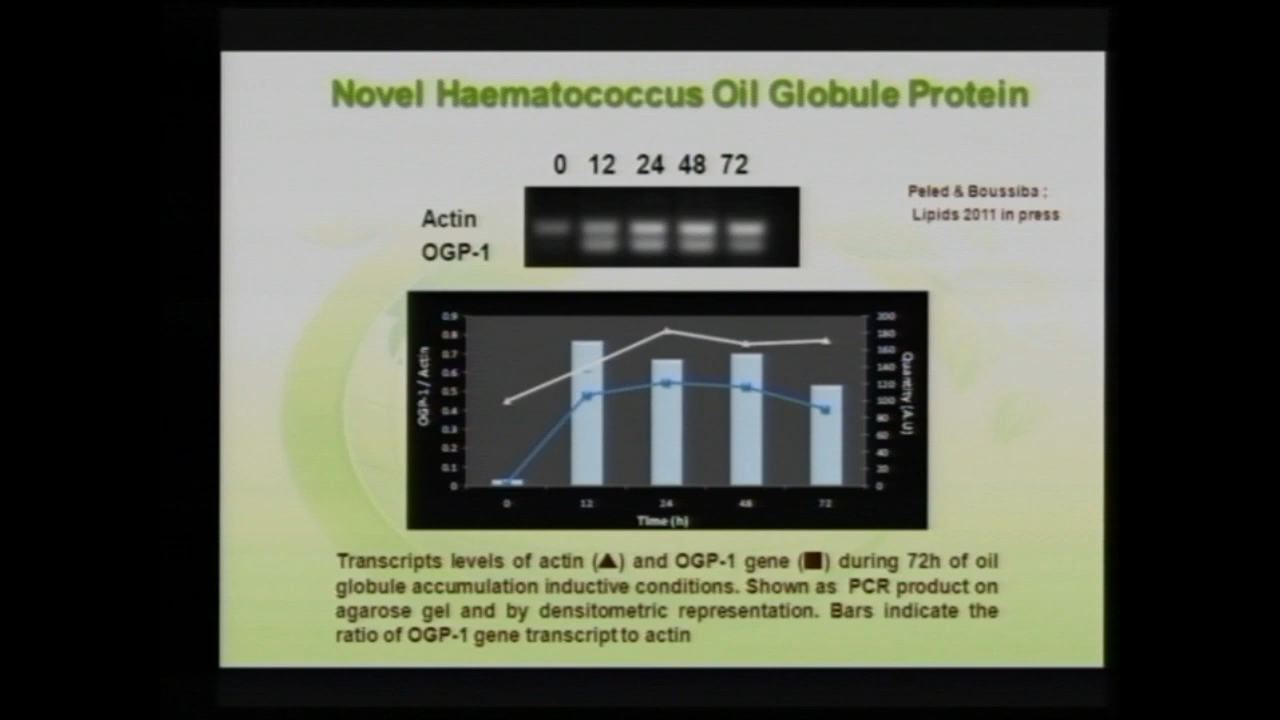 Novel Haematococcus Oil Globule Protein
0 12 24 48 72
Peled & Boussiba ;
Lipids 2011 in press
Actin
OGP-1
0.9
0.8
0.7
0.6
0.5
0.4
0.3
0.2
0.1
0
OGP-1 / Actin
200
180
160
140
120
100
80
60
40
20
0
Quantity (A.U)
0 12 24 48 72
Time (h)
Transcripts levels of actin (▲) and OGP-1 gene (■) during 72h of oil
globule accumulation inductive conditions. Shown as PCR product on
agarose gel and by densitometric representation. Bars indicate the
ratio of OGP-1 gene transcript to actin